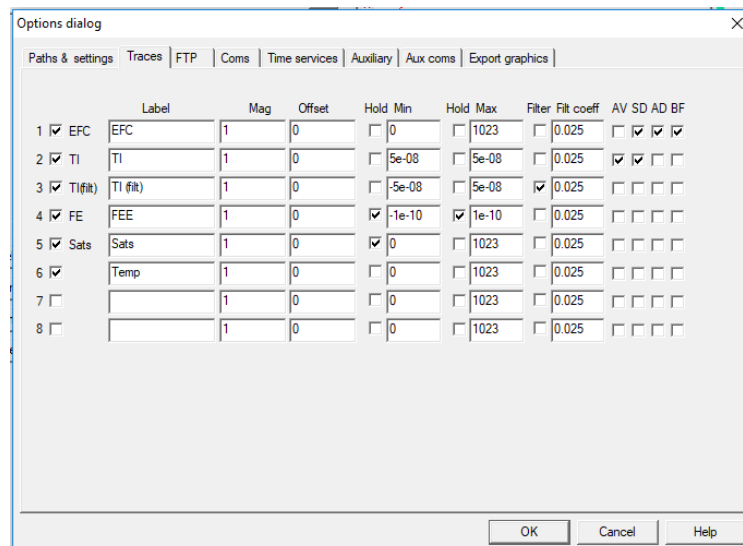 Options dialog
Paths & settings Traces FTP Coms Time services Auxiliary Aux coms Export graphics
Label Mag Offset Hold Min Hold Max Filter Filt coeff AV SD AD BF
1 EFC EFC 1 0 0 1023 0.025
2 TI TI 1 0 5e-08 5e-08 0.025
3 TI(filt) TI (filt) 1 0 -5e-08 5e-08 0.025
4 FE FEE 1 0 -1e-10 1e-10 0.025
5 Sats Sats 1 0 0 1023 0.025
6 Temp 1 0 0 1023 0.025
7 1 0 0 1023 0.025
8 1 0 0 1023 0.025
OK Cancel Help